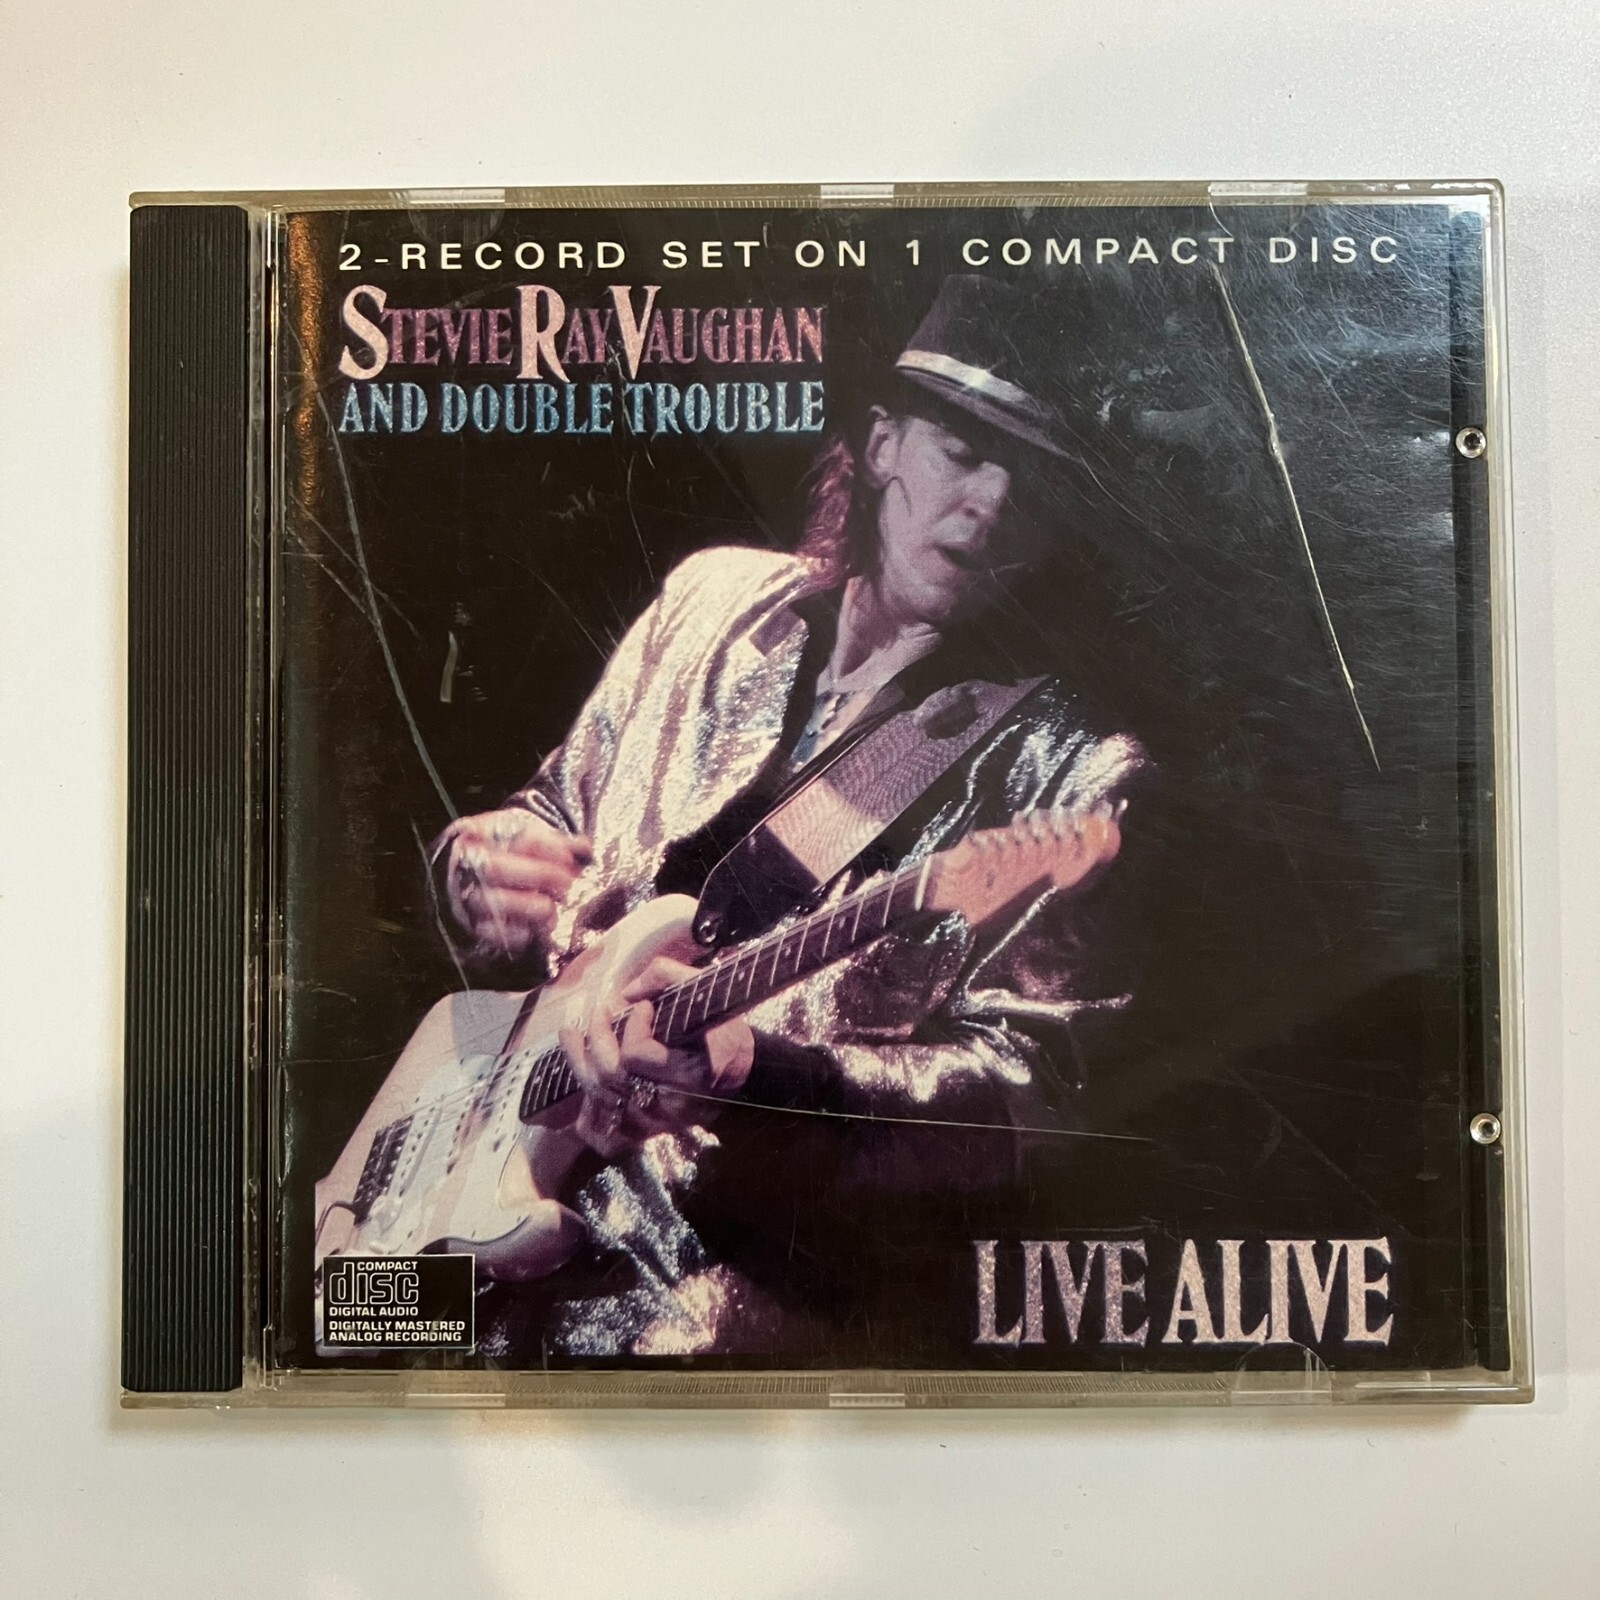 2-RECORD SET ON 1 COMPACT DISC
STEVIE RAY VAUGHAN
AND DOUBLE TROUBLE
COMPACT
disc
DIGITAL AUDIO
DIGITALLY MASTERED
ANALOG RECORDING
LIVE ALIVE